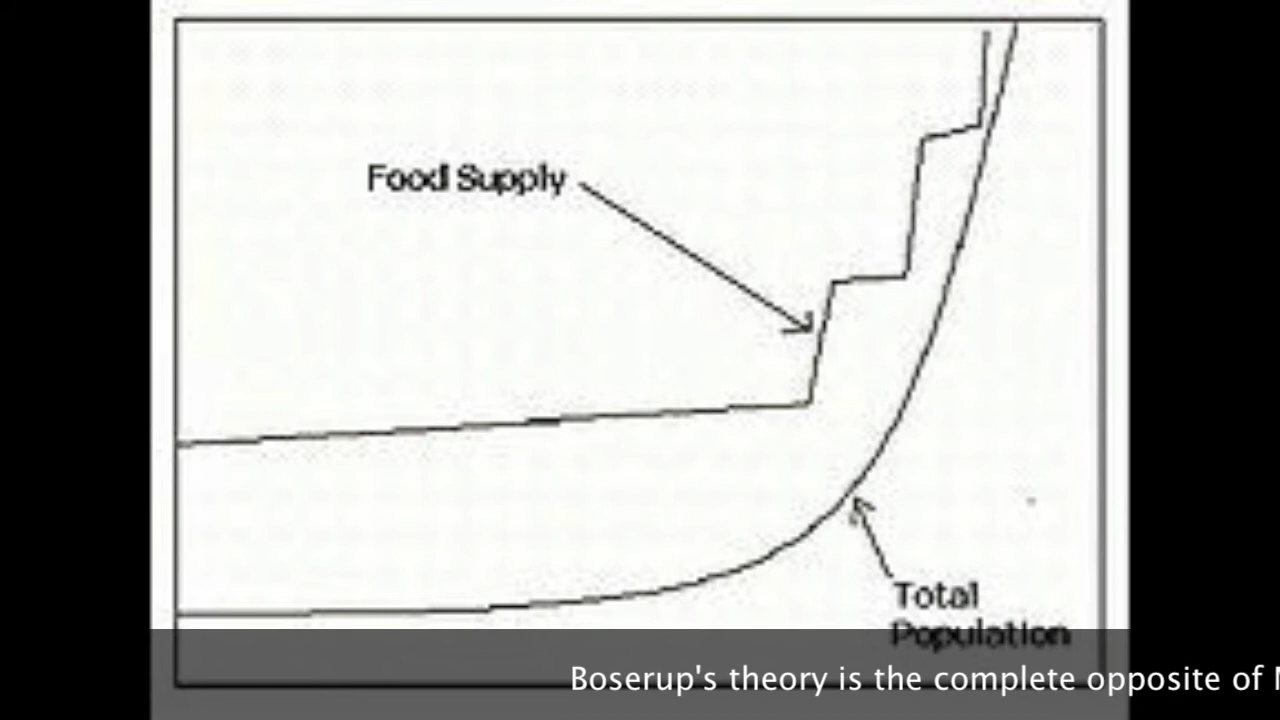 Food Supply
Total
Population
Boserup's theory is the complete opposite of